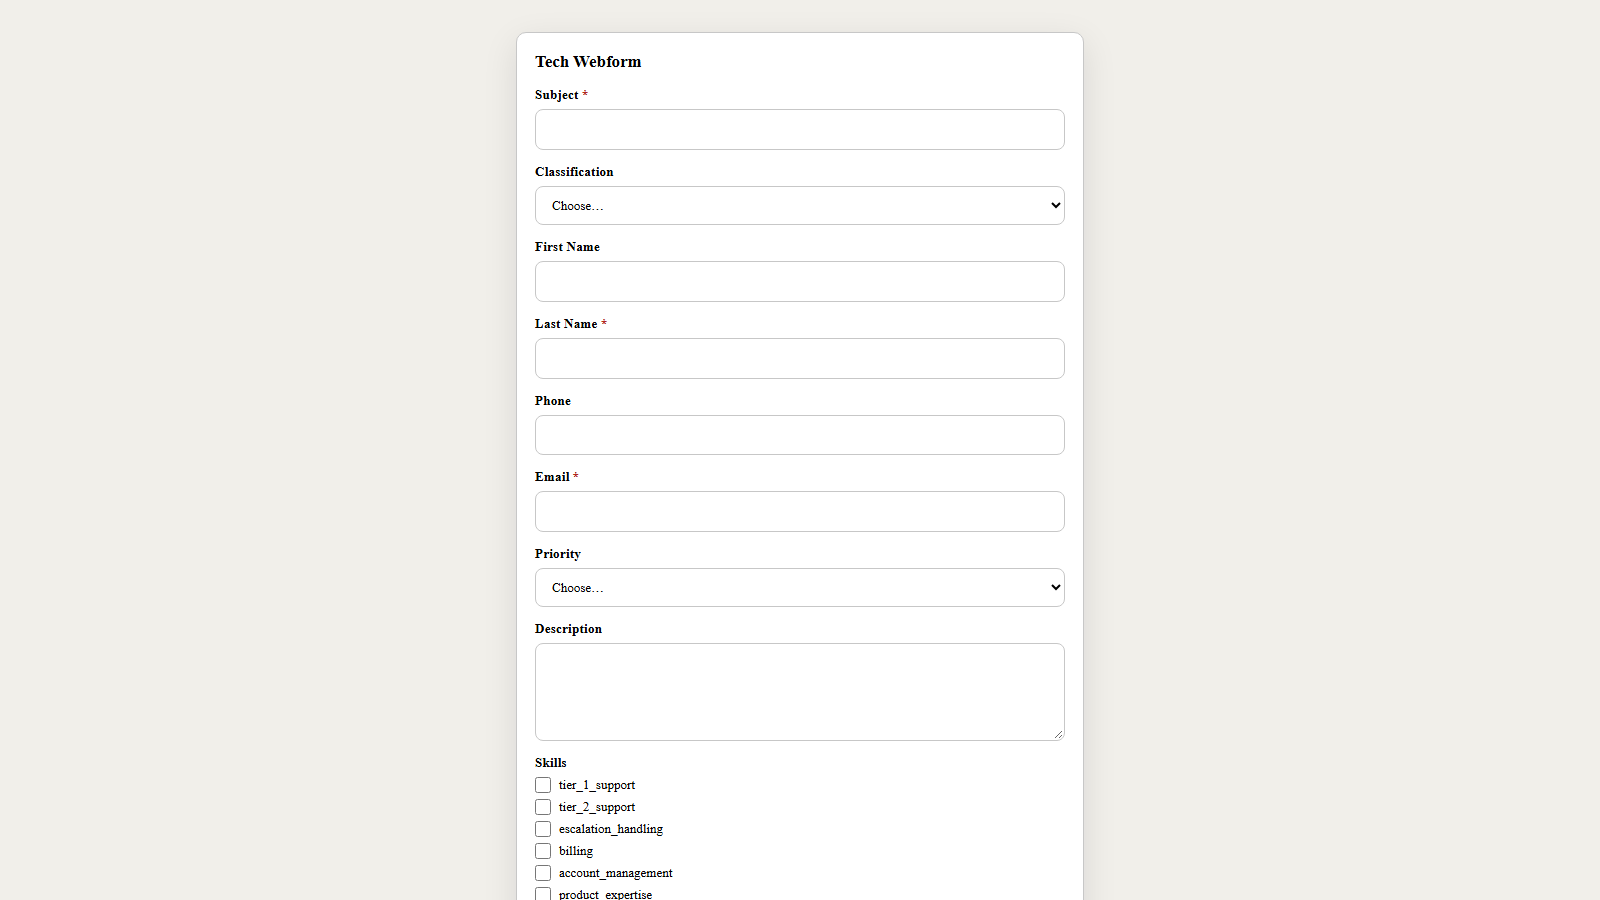 Tech Webform
Subject *
Classification
Choose...
First Name
Last Name *
Phone
Email *
Priority
Choose...
Description
Skills
tier_1_support
tier_2_support
escalation_handling
billing
account_management
product_expertise